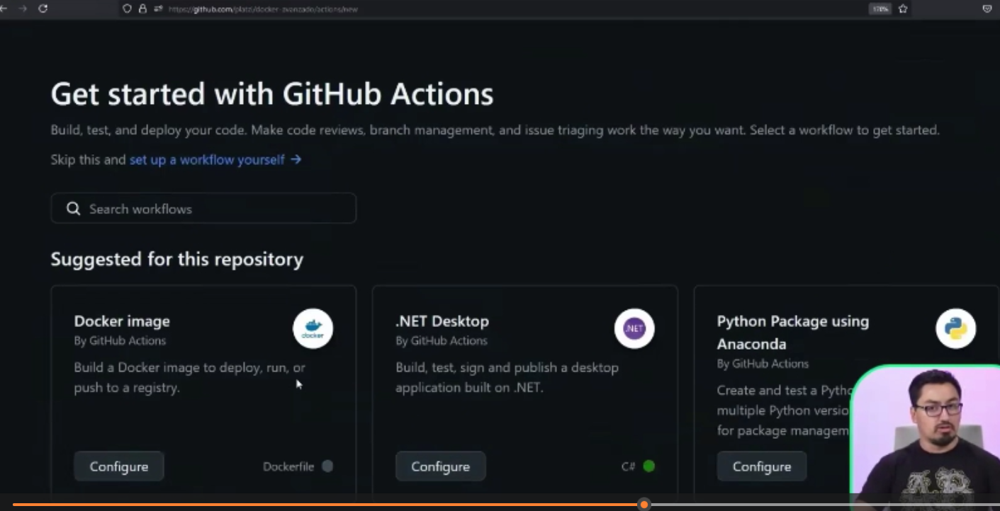 https://github.com/platzi/docker-avanzado/actions/new
170%
Get started with GitHub Actions
Build, test, and deploy your code. Make code reviews, branch management, and issue triaging work the way you want. Select a workflow to get started.
Skip this and set up a workflow yourself →
Search workflows
Suggested for this repository
Docker image
By GitHub Actions
Build a Docker image to deploy, run, or
push to a registry.
docker
Configure
Dockerfile
.NET Desktop
By GitHub Actions
Build, test, sign and publish a desktop
application built on .NET.
.NET
Configure
C#
Python Package using
Anaconda
By GitHub Actions
Create and test a Pytho
multiple Python versio
for package managem
Configure